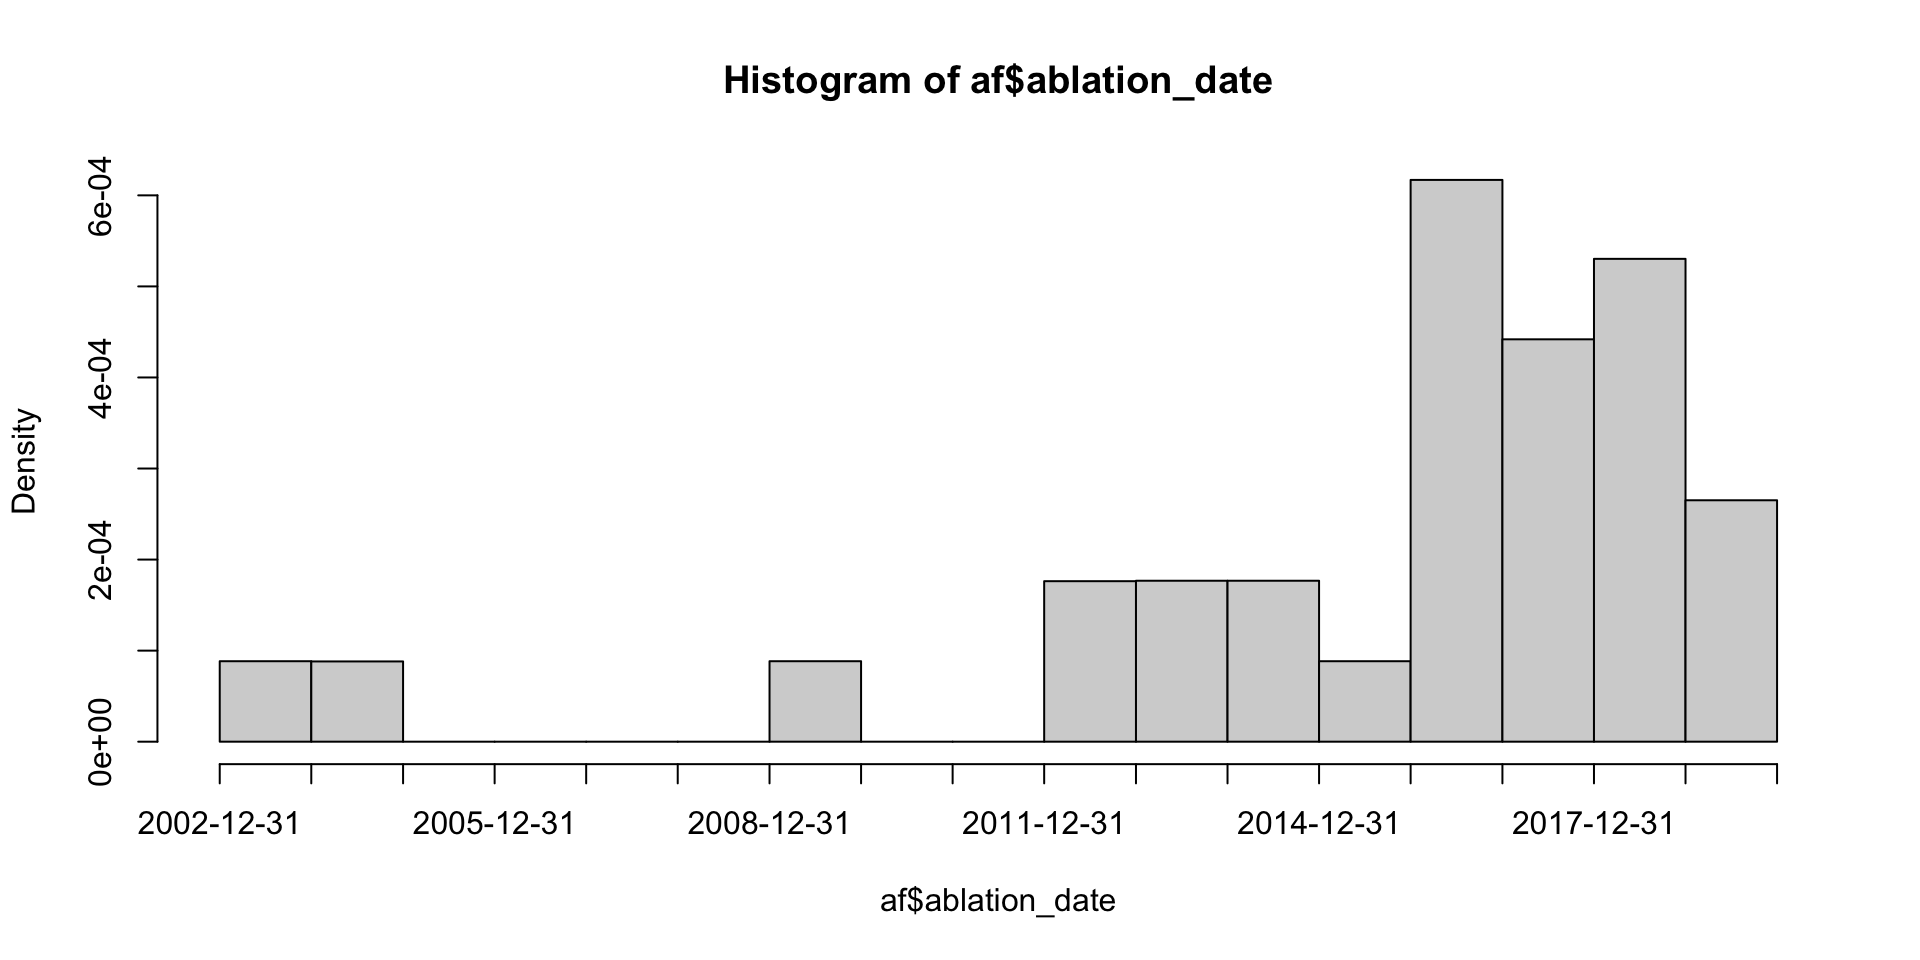 Histogram of af$ablation_date
Density
6e-04
4e-04
2e-04
0e+00
2002-12-31 2005-12-31 2008-12-31 2011-12-31 2014-12-31 2017-12-31
af$ablation_date